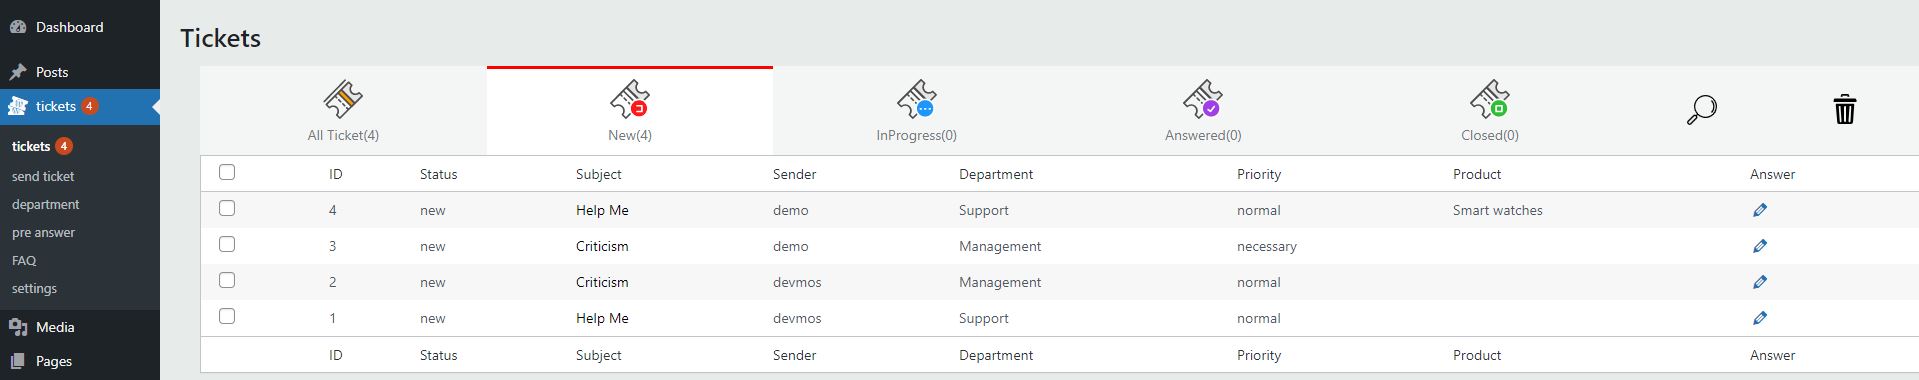 Dashboard
Posts
tickets 4
tickets 4
send ticket
department
pre answer
FAQ
settings
Media
Pages
Tickets
All Ticket(4) New(4) InProgress(0) Answered(0) Closed(0)
ID Status Subject Sender Department Priority Product Answer
4 new Help Me demo Support normal Smart watches
3 new Criticism demo Management necessary
2 new Criticism devmos Management normal
1 new Help Me devmos Support normal
ID Status Subject Sender Department Priority Product Answer